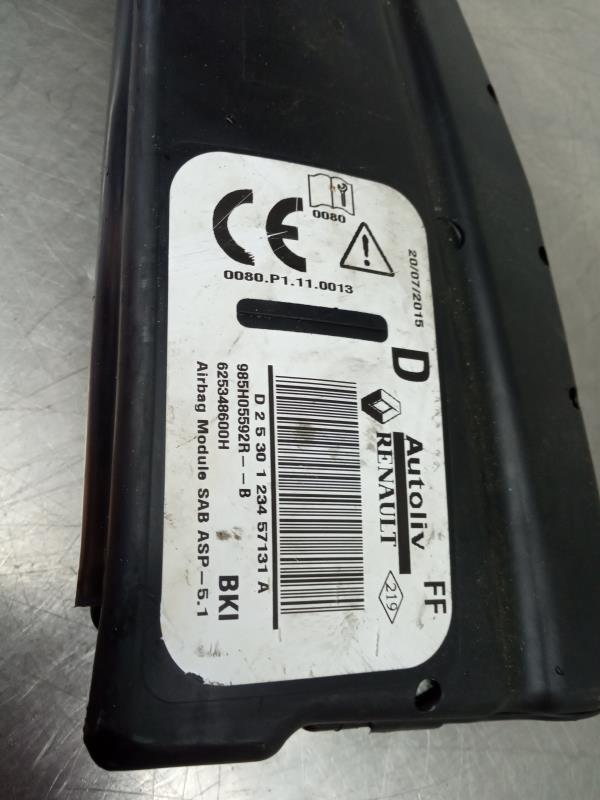 0080
CE
0080.P1.11.0013
20/07/2015
D
Autoliv FF
RENAULT 219
D 2 5 30 1 234 57131 A
985H05592R--B
625348600H BKI
Airbag Module SAB ASP-5.1